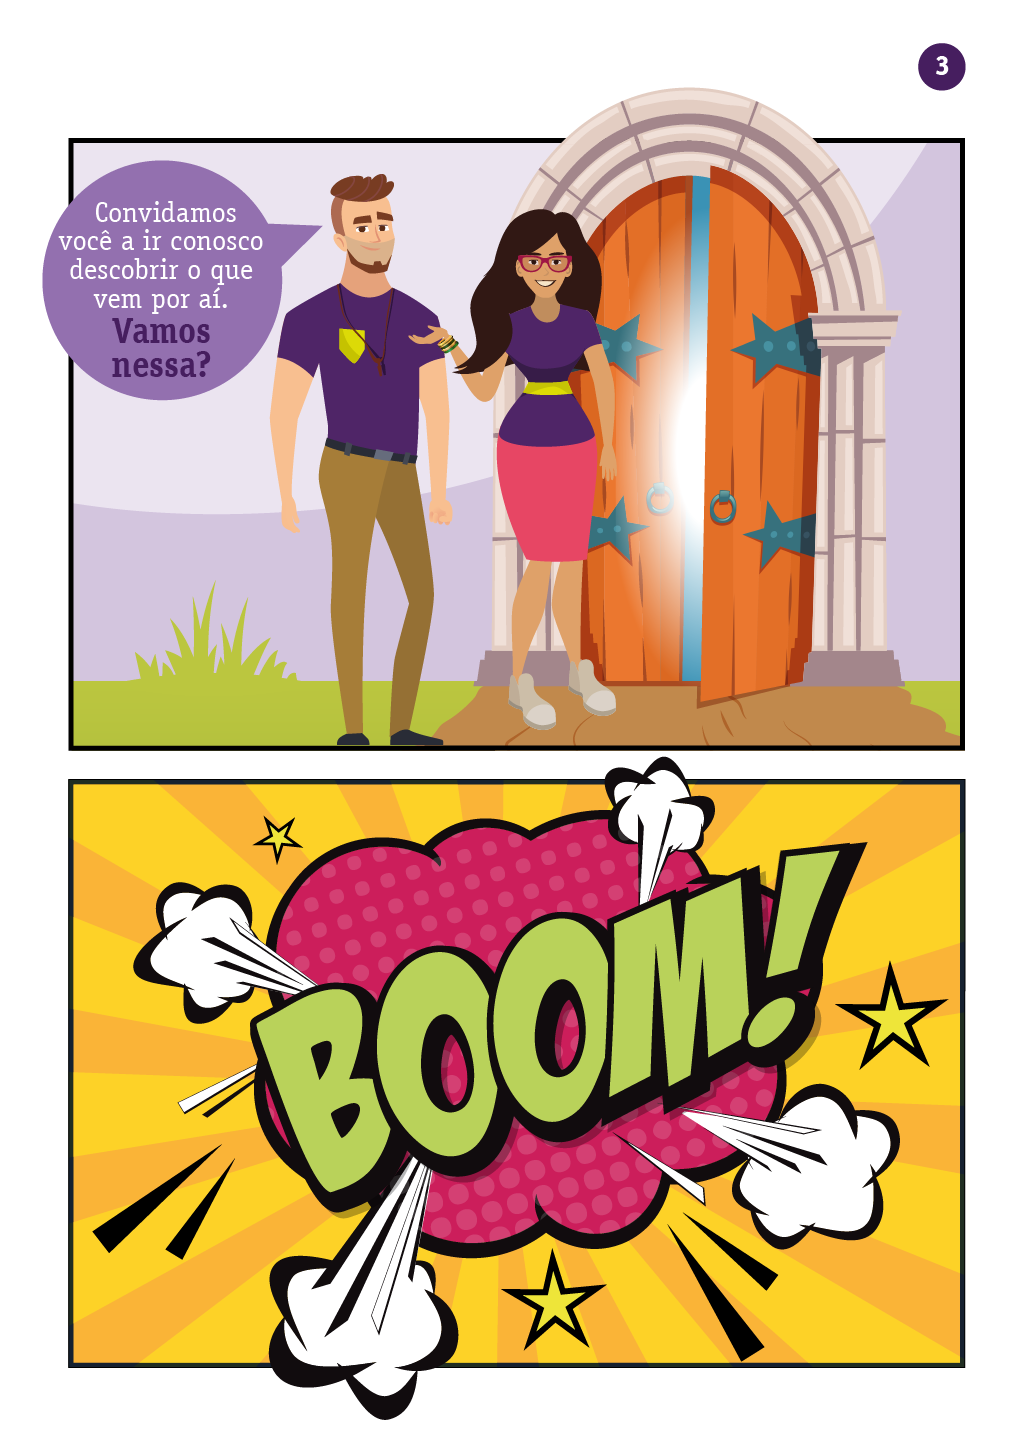 3
Convidamos
você a ir conosco
descobrir o que
vem por aí.
Vamos
nessa?
BOOM!